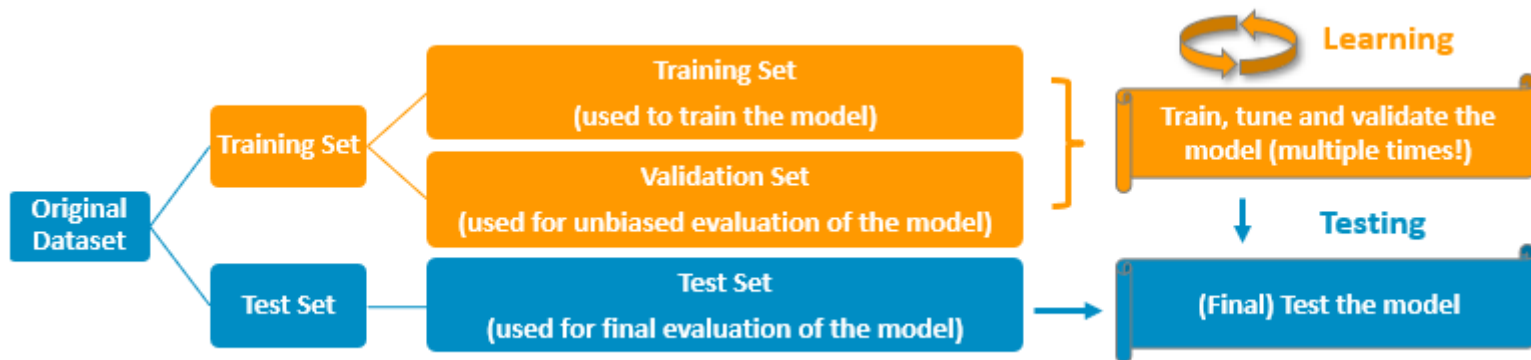 Original
Dataset
Training Set
Test Set
Training Set
(used to train the model)
Validation Set
(used for unbiased evaluation of the model)
Test Set
(used for final evaluation of the model)
Learning
Train, tune and validate the
model (multiple times!)
Testing
(Final) Test the model